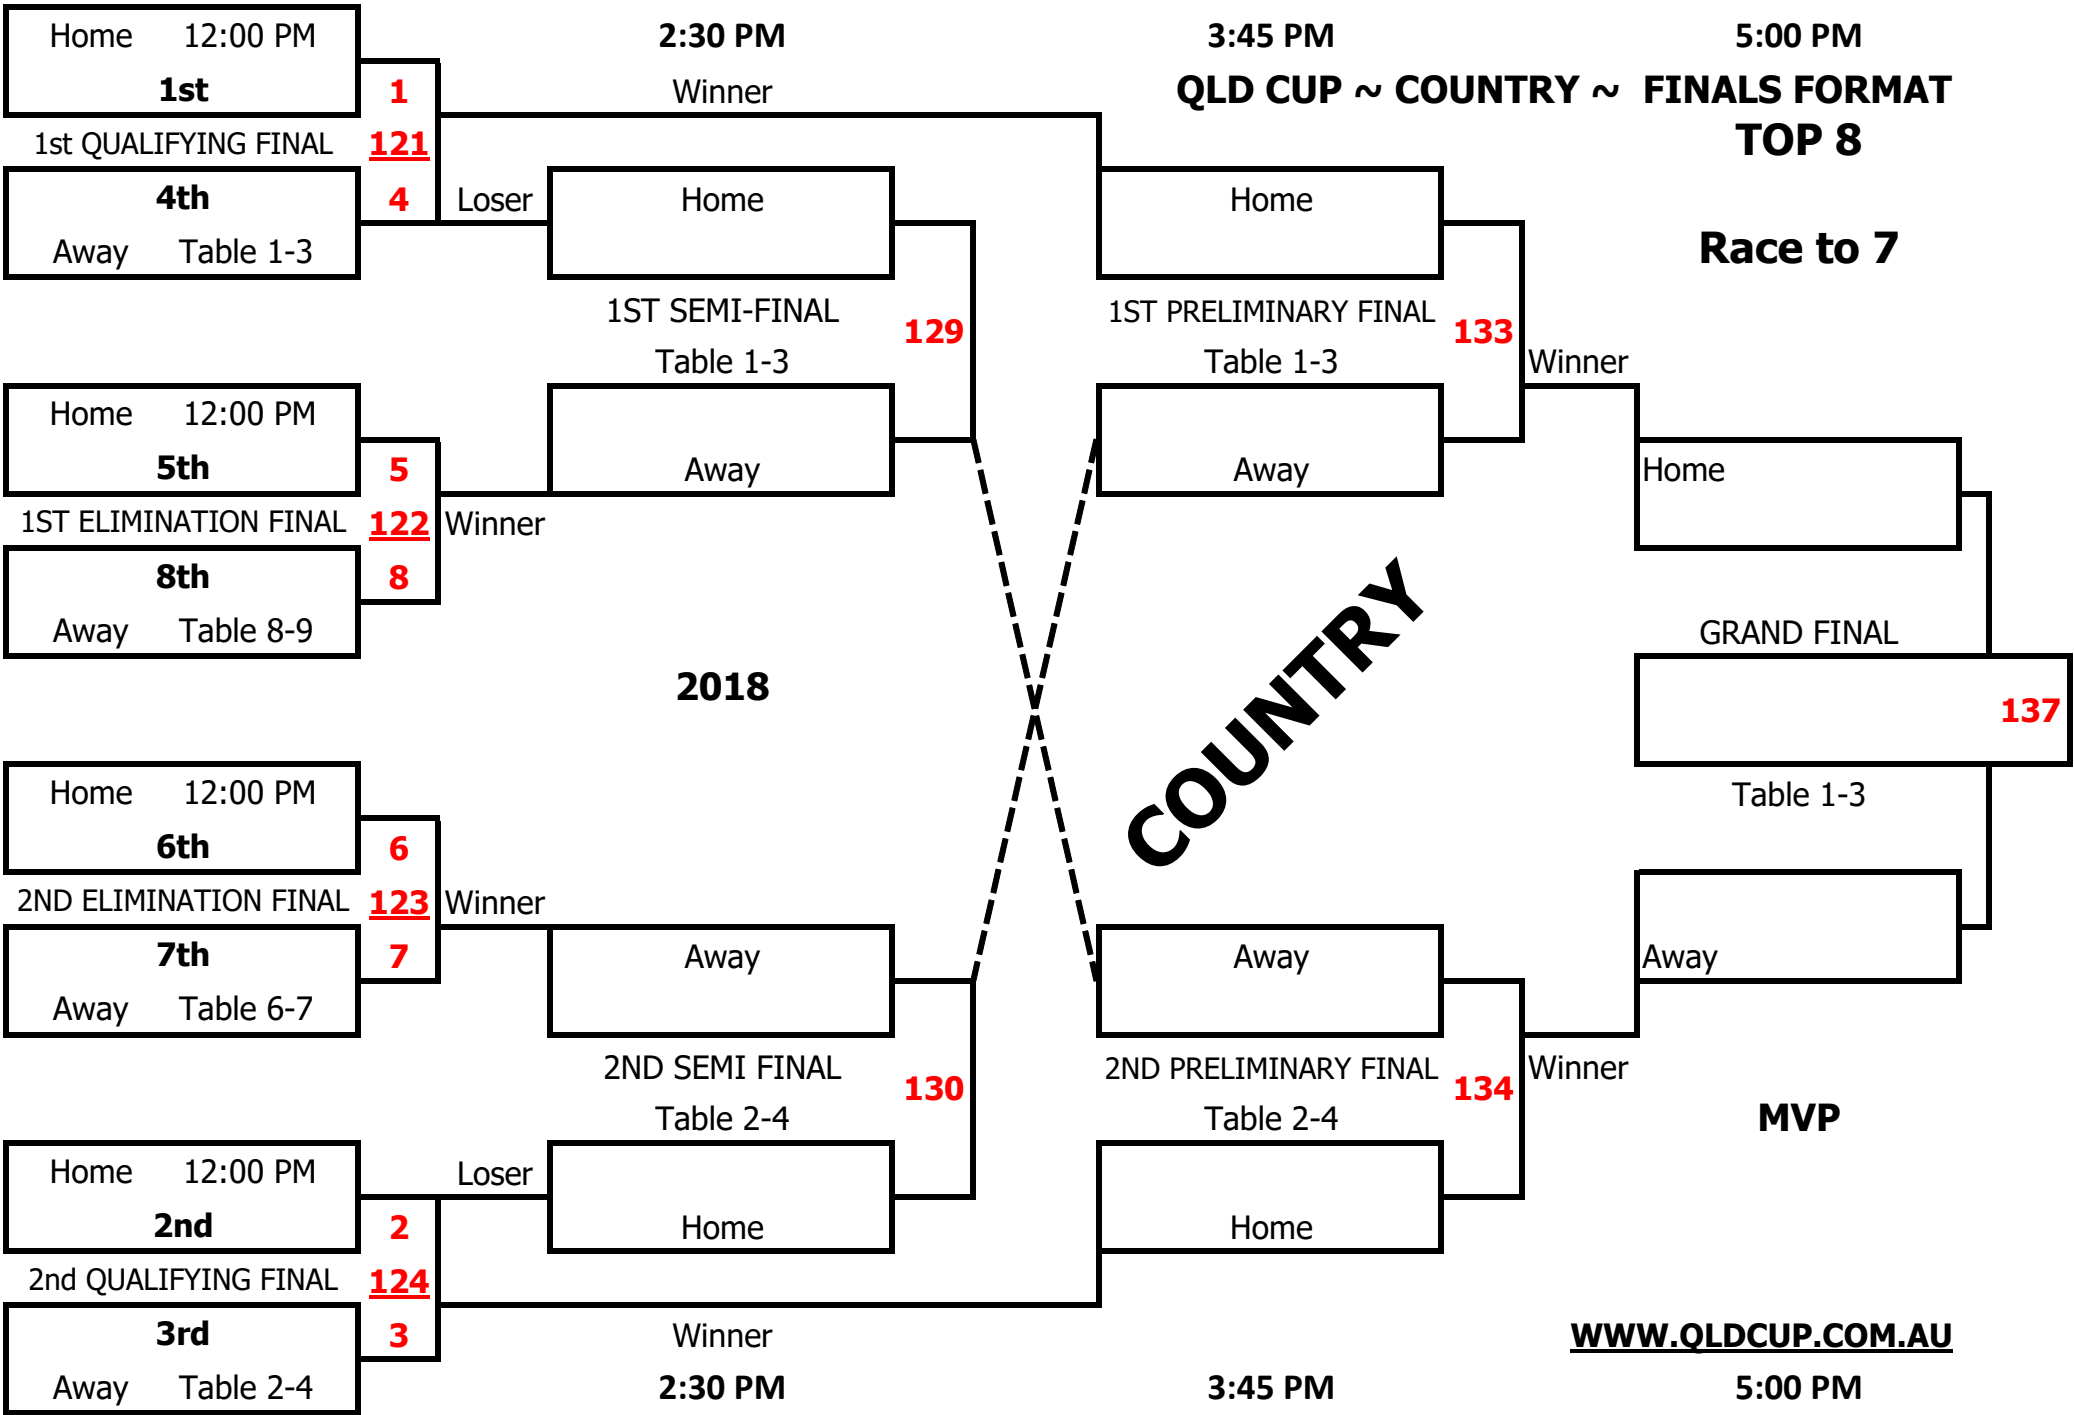 Home 12:00 PM 2:30 PM 3:45 PM 5:00 PM
1st 1 Winner QLD CUP ~ COUNTRY ~ FINALS FORMAT
1st QUALIFYING FINAL 121 TOP 8
4th 4 Loser Home Home
Away Table 1-3 Race to 7
1ST SEMI-FINAL 129 1ST PRELIMINARY FINAL 133
Table 1-3 Table 1-3 Winner
Home 12:00 PM
5th 5 Away Away Home
1ST ELIMINATION FINAL 122 Winner
8th 8
Away Table 8-9 GRAND FINAL
2018 COUNTRY 137
Home 12:00 PM Table 1-3
6th 6
2ND ELIMINATION FINAL 123 Winner
7th 7 Away Away Away
Away Table 6-7
2ND SEMI FINAL 130 2ND PRELIMINARY FINAL 134 Winner
Table 2-4 Table 2-4 MVP
Home 12:00 PM Loser
2nd 2 Home Home
2nd QUALIFYING FINAL 124
3rd 3 Winner WWW.QLDCUP.COM.AU
Away Table 2-4 2:30 PM 3:45 PM 5:00 PM